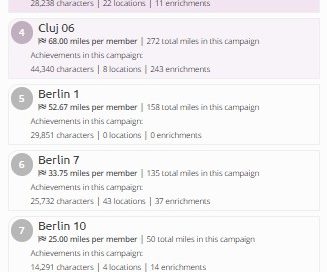 28,238 characters | 22 locations | 11 enrichments
4
Cluj 06
68.00 miles per member | 272 total miles in this campaign
Achievements in this campaign:
44,340 characters | 8 locations | 243 enrichments
5
Berlin 1
52.67 miles per member | 158 total miles in this campaign
Achievements in this campaign:
29,851 characters | 0 locations | 0 enrichments
6
Berlin 7
33.75 miles per member | 135 total miles in this campaign
Achievements in this campaign:
25,732 characters | 43 locations | 37 enrichments
7
Berlin 10
25.00 miles per member | 50 total miles in this campaign
Achievements in this campaign:
14,291 characters | 4 locations | 14 enrichments